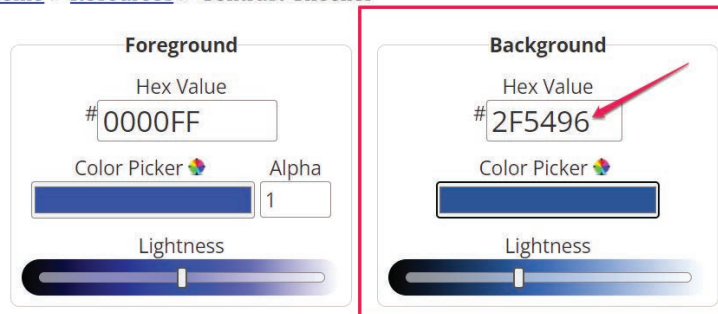 Foreground
Hex Value
#0000FF
Color Picker Alpha
1
Lightness
Background
Hex Value
#2F5496
Color Picker
Lightness